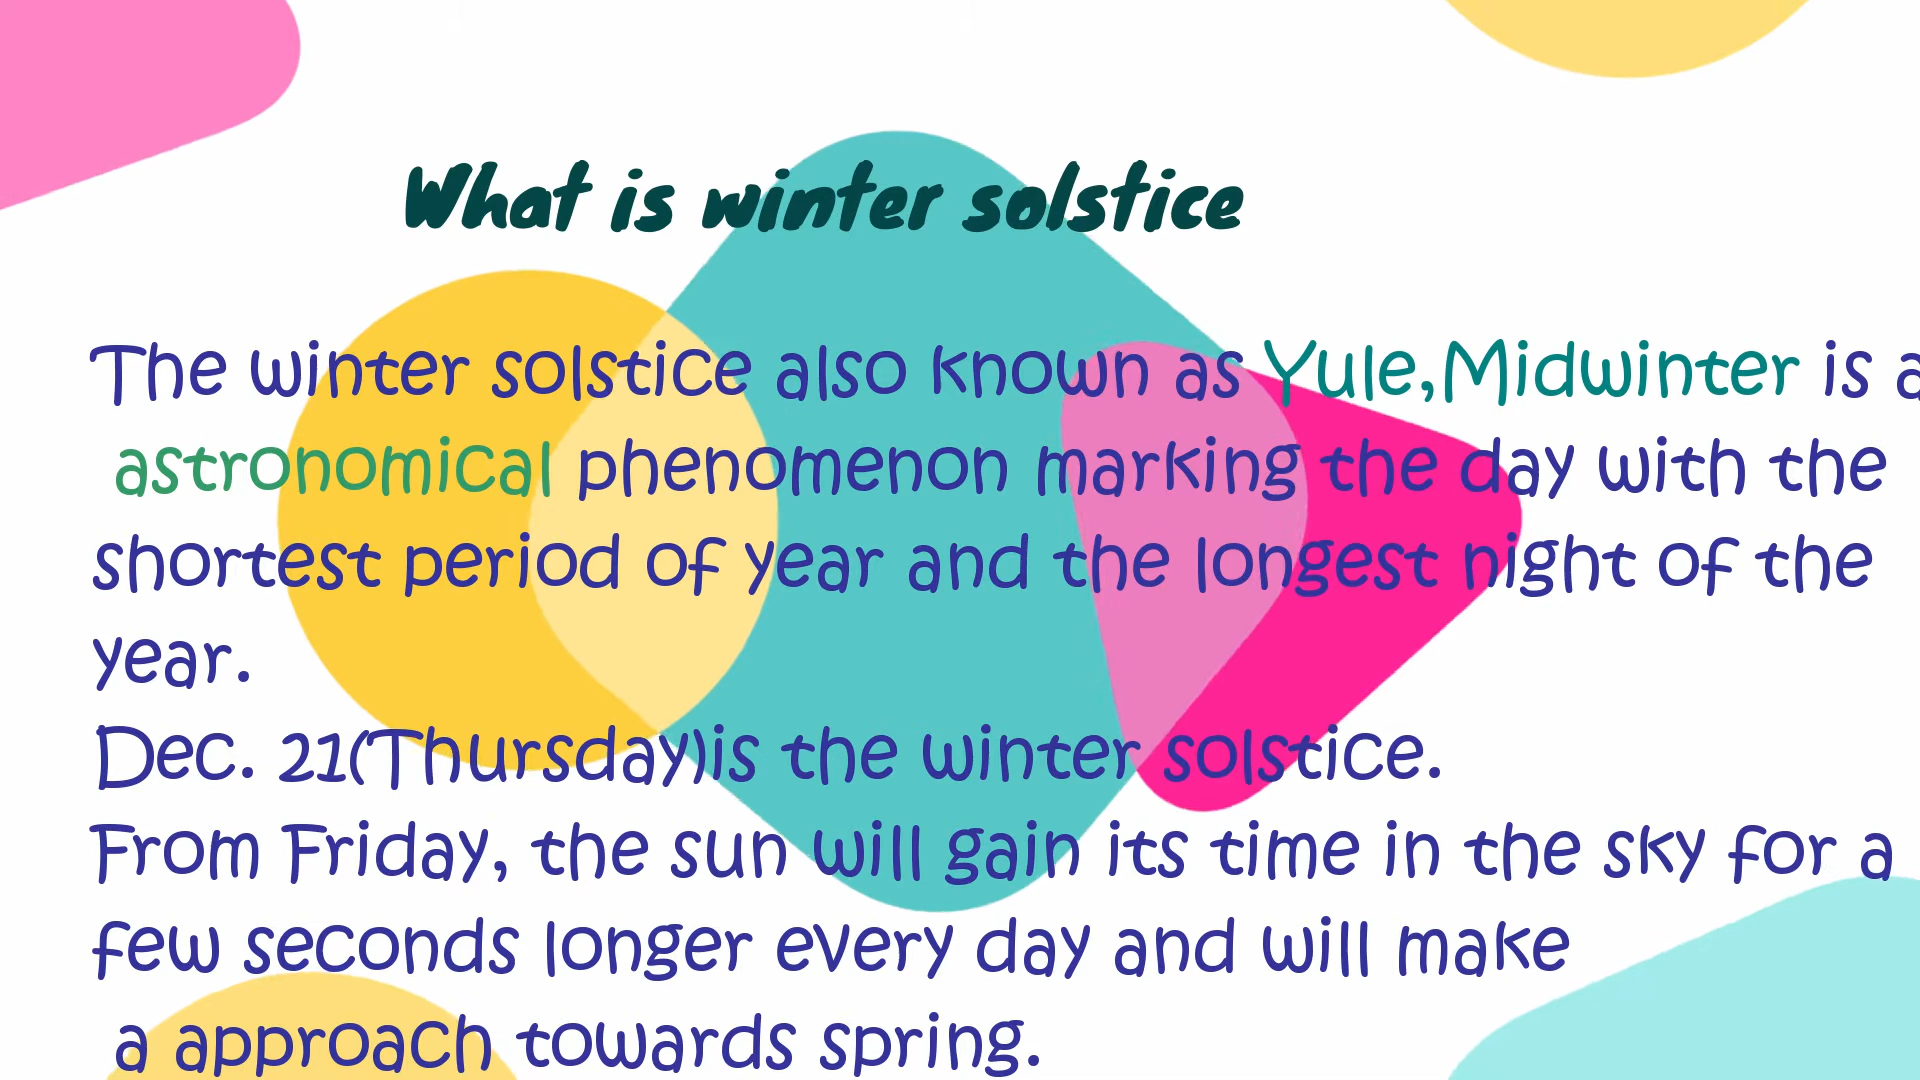 What is winter solstice
The winter solstice also known as Yule,Midwinter is a
astronomical phenomenon marking the day with the
shortest period of year and the longest night of the
year.
Dec. 21(Thursday)is the winter solstice.
From Friday, the sun will gain its time in the sky for a
few seconds longer every day and will make
a approach towards spring.